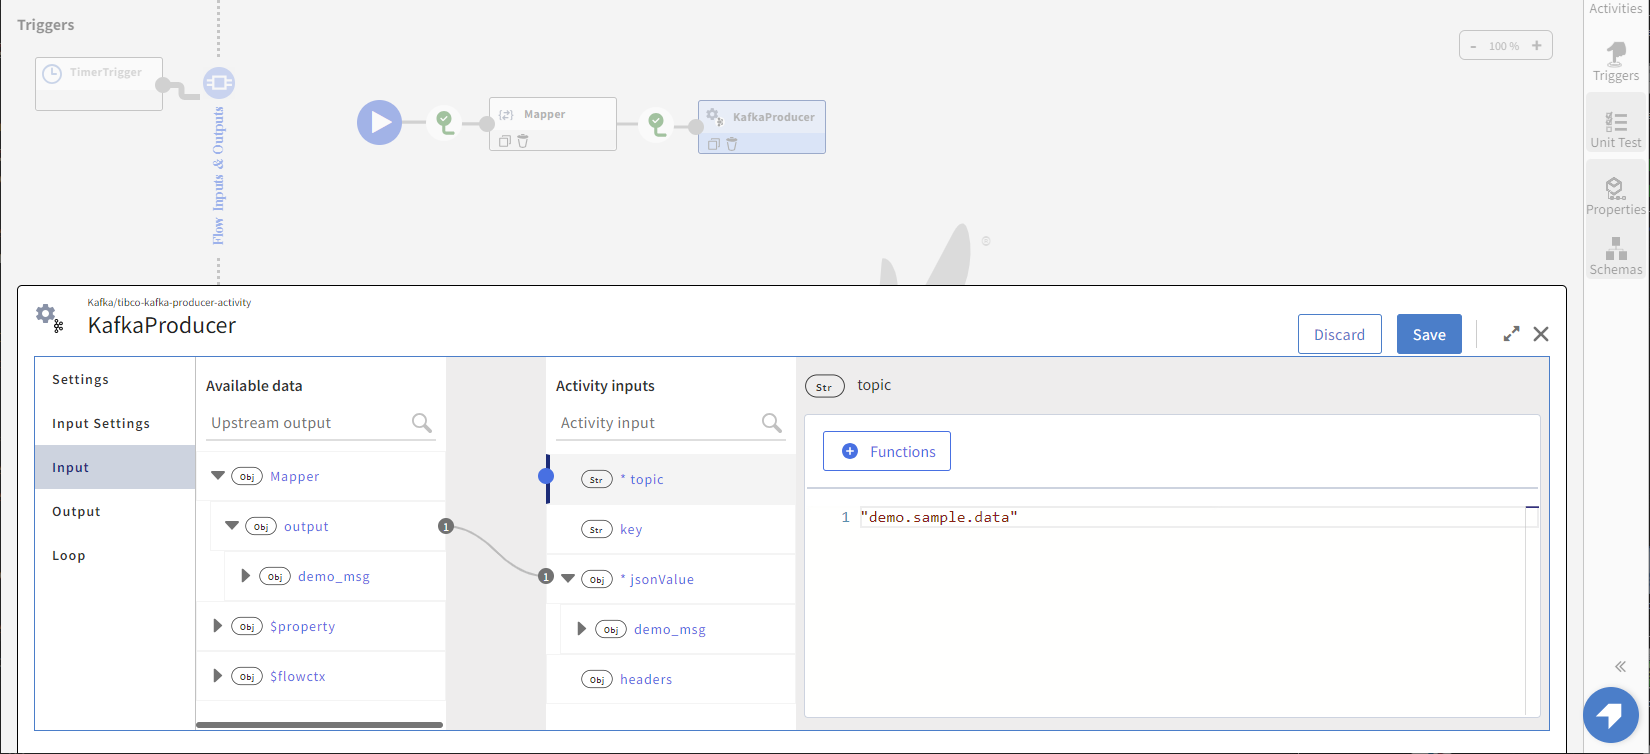 Triggers
TimerTrigger
Flow Inputs & Outputs
Mapper
KafkaProducer
- 100 % +
Activities
Triggers
Unit Test
Properties
Schemas
®
Kafka/tibco-kafka-producer-activity
KafkaProducer
Discard
Save
Settings
Input Settings
Input
Output
Loop
Available data
Upstream output
Obj Mapper
Obj output
1
Obj demo_msg
Obj $property
Obj $flowctx
Activity inputs
Activity input
Str * topic
Str key
1
Obj * jsonValue
Obj demo_msg
Obj headers
Str topic
Functions
1 "demo.sample.data"